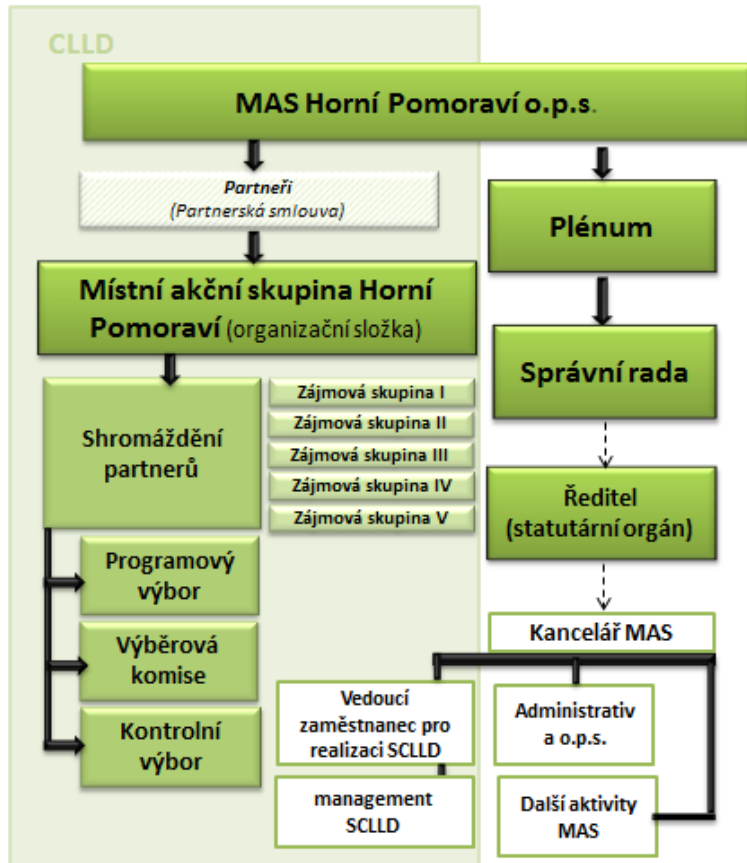 CLLD
MAS Horní Pomoraví o.p.s.
Partneři
(Partnerská smlouva)
Místní akční skupina Horní
Pomoraví (organizační složka)
Shromáždění
partnerů
Zájmová skupina I
Zájmová skupina II
Zájmová skupina III
Zájmová skupina IV
Zájmová skupina V
Programový
výbor
Výběrová
komise
Kontrolní
výbor
Plénum
Správní rada
Ředitel
(statutární orgán)
Kancelář MAS
Vedoucí
zaměstnanec pro
realizaci SCLLD
management
SCLLD
Administrativ
a o.p.s.
Další aktivity
MAS